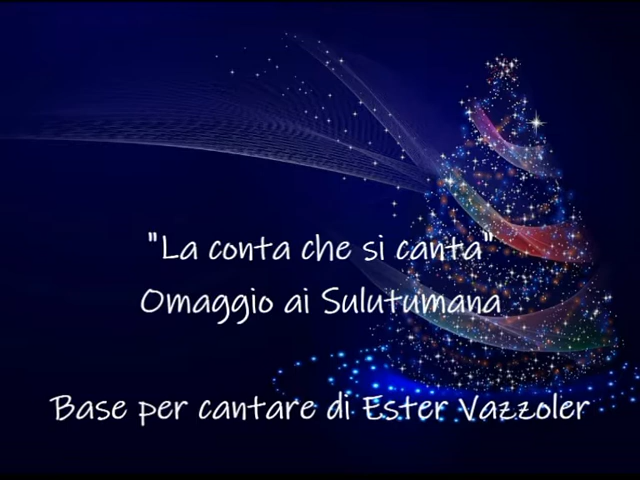 "La conta che si canta"
Omaggio ai Sulutumana
Base per cantare di Ester Vazzoler